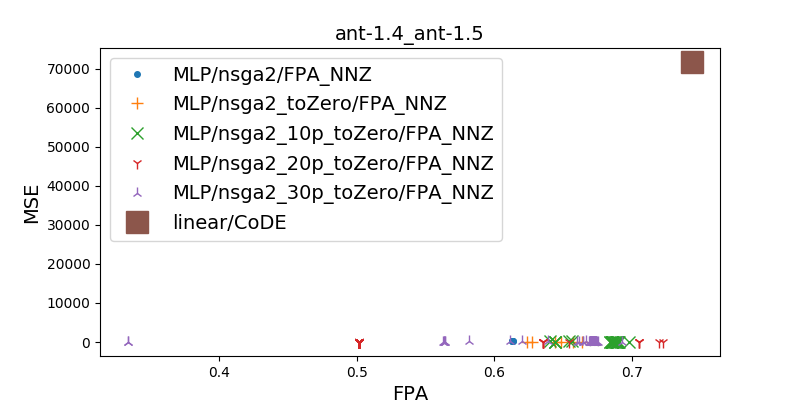 ant-1.4_ant-1.5
MSE
70000
60000
50000
40000
30000
20000
10000
0
MLP/nsga2/FPA_NNZ
MLP/nsga2_toZero/FPA_NNZ
MLP/nsga2_10p_toZero/FPA_NNZ
MLP/nsga2_20p_toZero/FPA_NNZ
MLP/nsga2_30p_toZero/FPA_NNZ
linear/CoDE
0.4 0.5 0.6 0.7
FPA